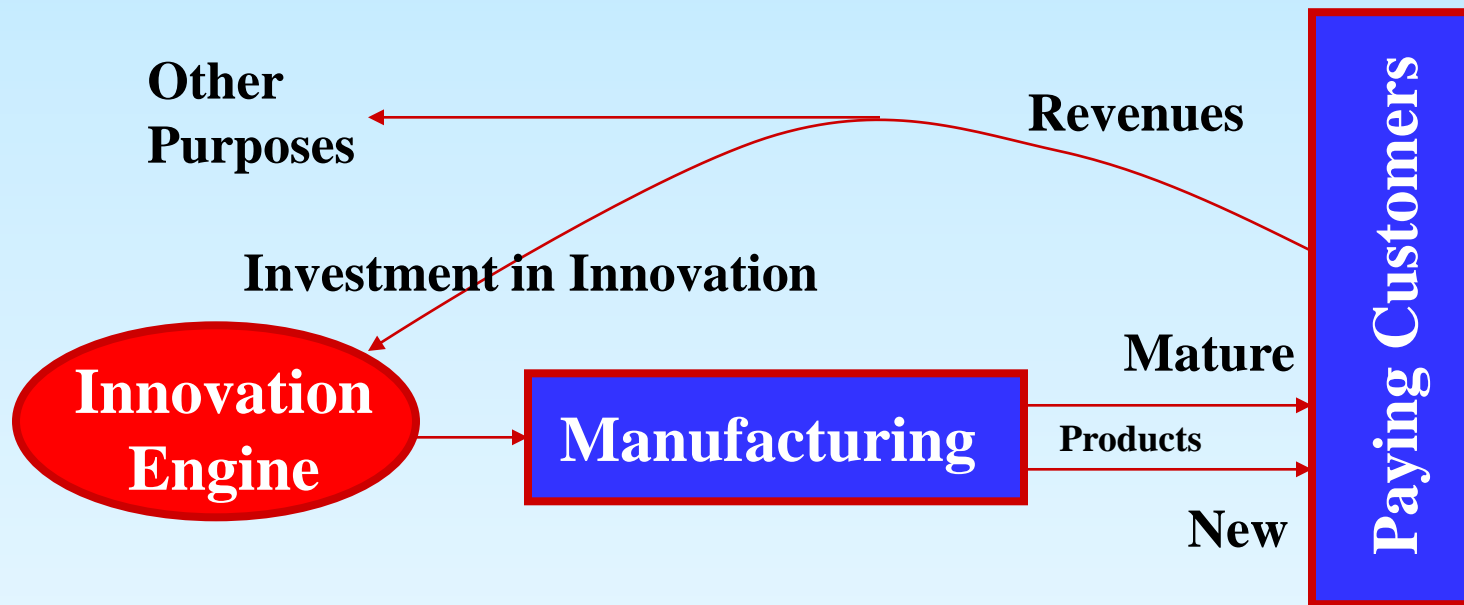 Other
Purposes
Revenues
Investment in Innovation
Innovation
Engine
Manufacturing
Mature
Products
New
Paying Customers